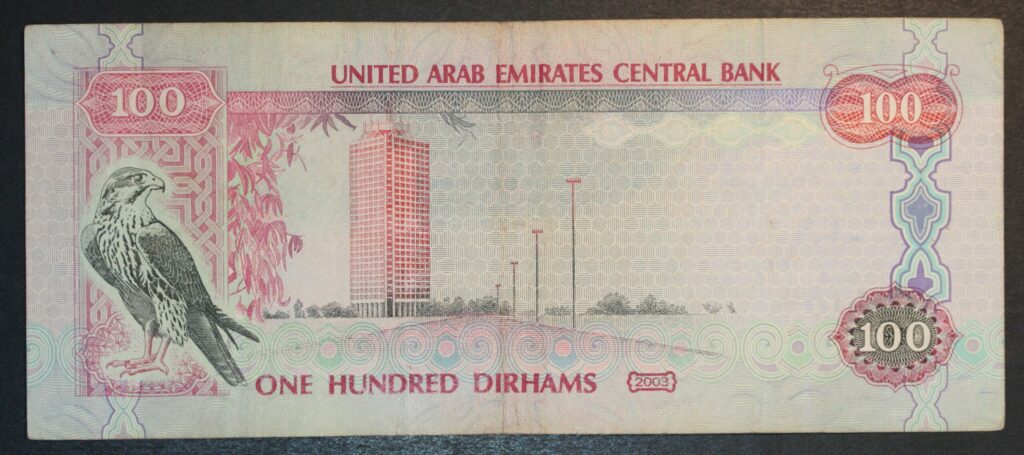 UNITED ARAB EMIRATES CENTRAL BANK
100
100
100
ONE HUNDRED DIRHAMS
2003